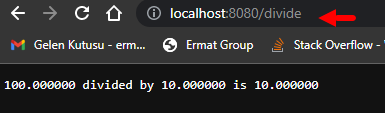 localhost:8080/divide
Gelen Kutusu - erm... Ermat Group Stack Overflow -
100.000000 divided by 10.000000 is 10.000000